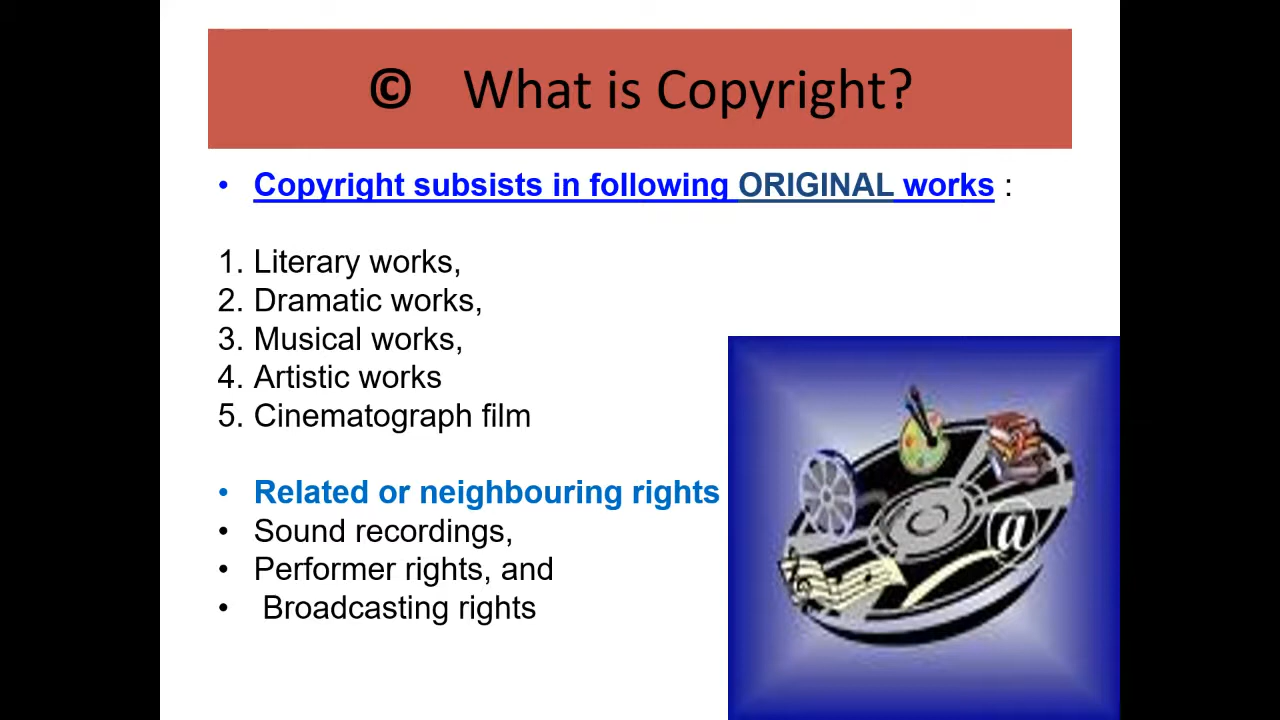 © What is Copyright?
• Copyright subsists in following ORIGINAL works :
1. Literary works,
2. Dramatic works,
3. Musical works,
4. Artistic works
5. Cinematograph film
• Related or neighbouring rights
• Sound recordings,
• Performer rights, and
• Broadcasting rights
@